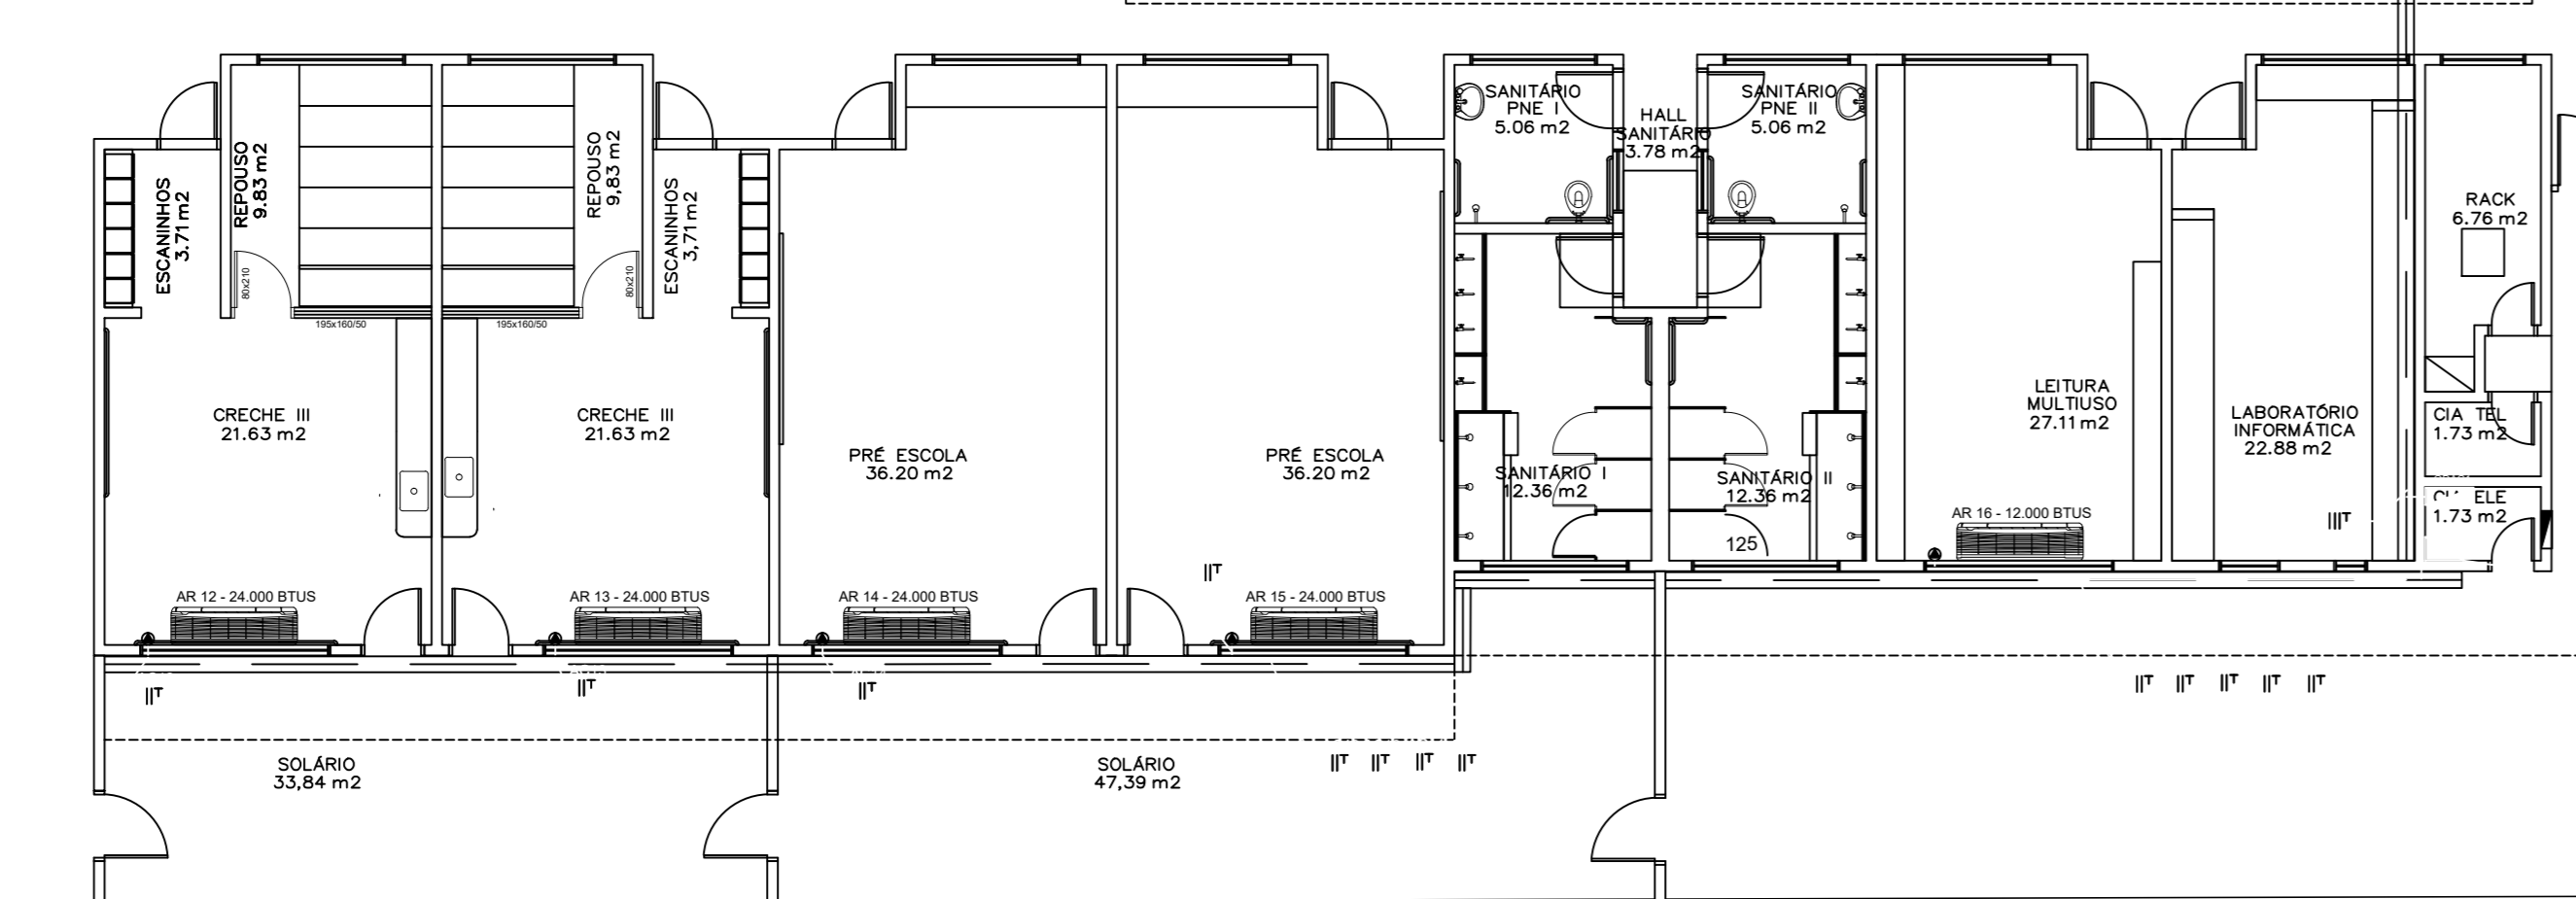 REPOUSO
9.83 m2
ESCANINHOS
3.71 m2
80x210
195x160/50
CRECHE III
21.63 m2
AR 12 - 24.000 BTUS
REPOUSO
9,83 m2
ESCANINHOS
3,71 m2
80x210
195x160/50
CRECHE III
21.63 m2
AR 13 - 24.000 BTUS
PRÉ ESCOLA
36.20 m2
AR 14 - 24.000 BTUS
PRÉ ESCOLA
36.20 m2
AR 15 - 24.000 BTUS
SANITÁRIO
PNE I
5.06 m2
HALL
SANITÁRIO
3.78 m2
SANITÁRIO
PNE II
5.06 m2
SANITÁRIO I
12.36 m2
SANITÁRIO II
12.36 m2
125
LEITURA
MULTIUSO
27.11 m2
AR 16 - 12.000 BTUS
LABORATÓRIO
INFORMÁTICA
22.88 m2
RACK
6.76 m2
CIA TEL
1.73 m2
ELE
1.73 m2
SOLÁRIO
33,84 m2
SOLÁRIO
47,39 m2